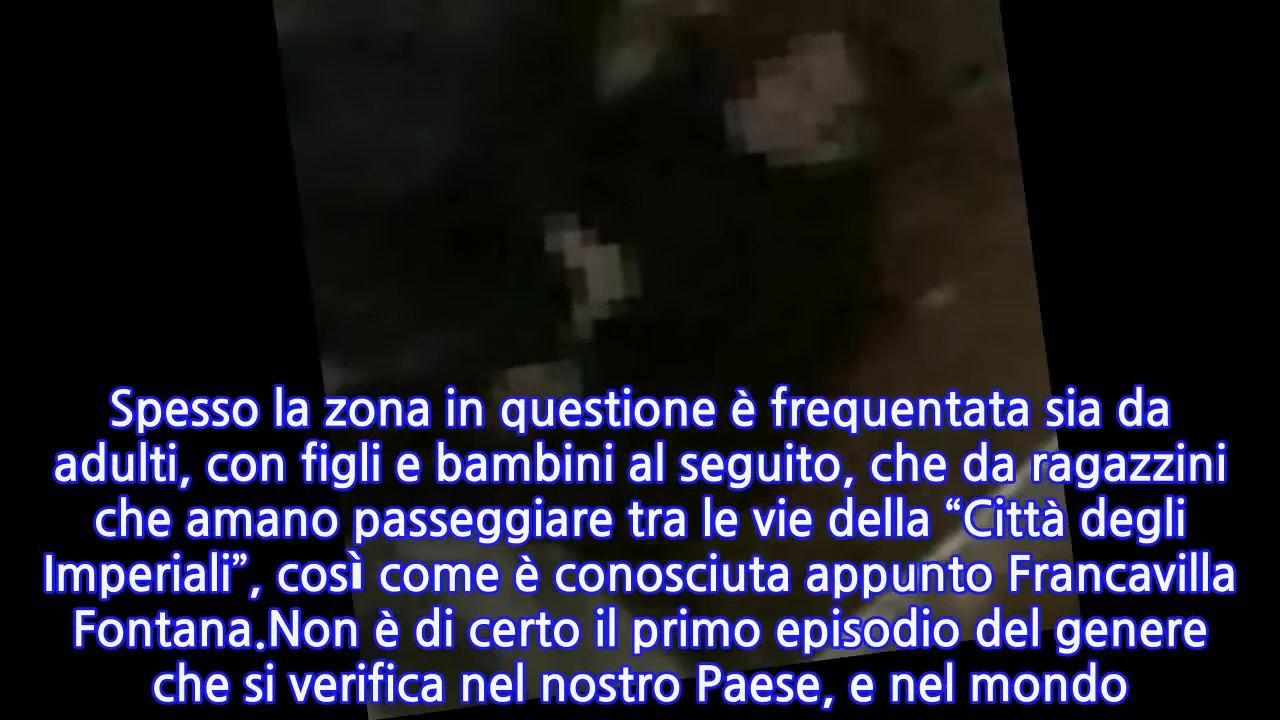 Spesso la zona in questione è frequentata sia da
adulti, con figli e bambini al seguito, che da ragazzini
che amano passeggiare tra le vie della “Città degli
Imperiali”, così come è conosciuta appunto Francavilla
Fontana.Non è di certo il primo episodio del genere
che si verifica nel nostro Paese, e nel mondo